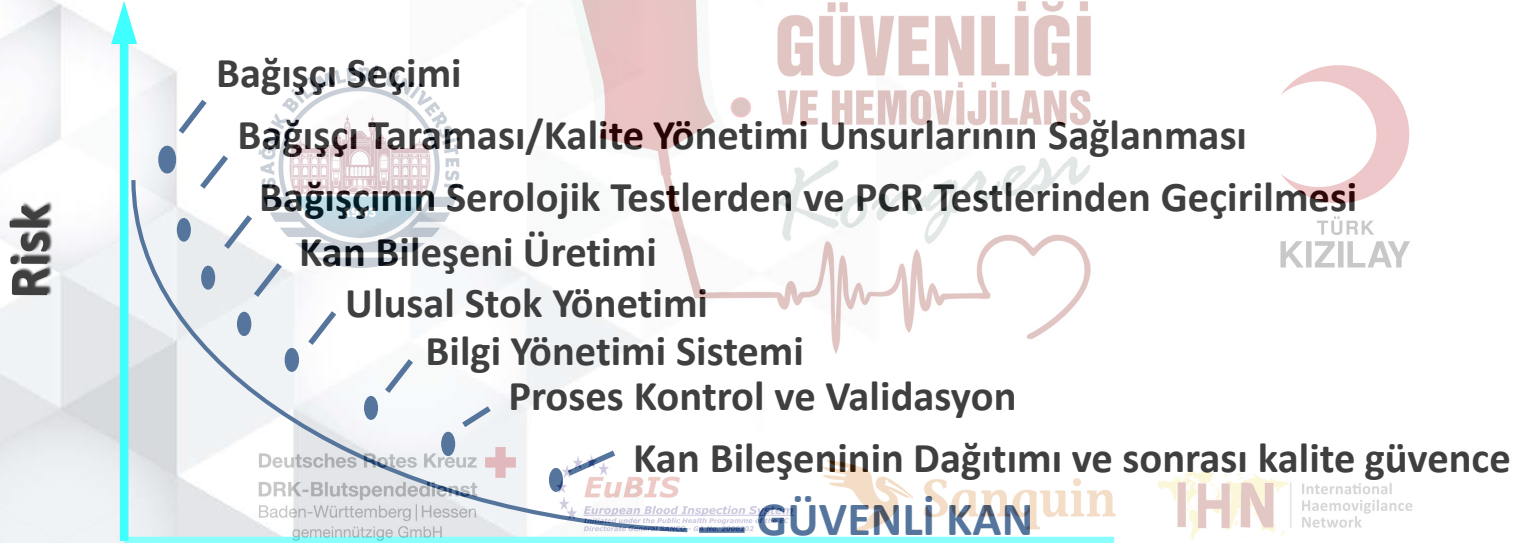 GÜVENLİĞİ
VE HEMOVİJİLANS
Kongresi
Risk
Bağışçı Seçimi
Bağışçı Taraması/Kalite Yönetimi Unsurlarının Sağlanması
Bağışçının Serolojik Testlerden ve PCR Testlerinden Geçirilmesi
Kan Bileşeni Üretimi
Ulusal Stok Yönetimi
Bilgi Yönetimi Sistemi
Proses Kontrol ve Validasyon
Kan Bileşeninin Dağıtımı ve sonrası kalite güvence
GÜVENLİ KAN
TÜRK
KIZILAY
Deutsches Rotes Kreuz
DRK-Blutspendedienst
Baden-Württemberg|Hessen
gemeinnützige GmbH
EuBIS
European Blood Inspection System
Sanquin
IHN
International
Haemovigilance
Network